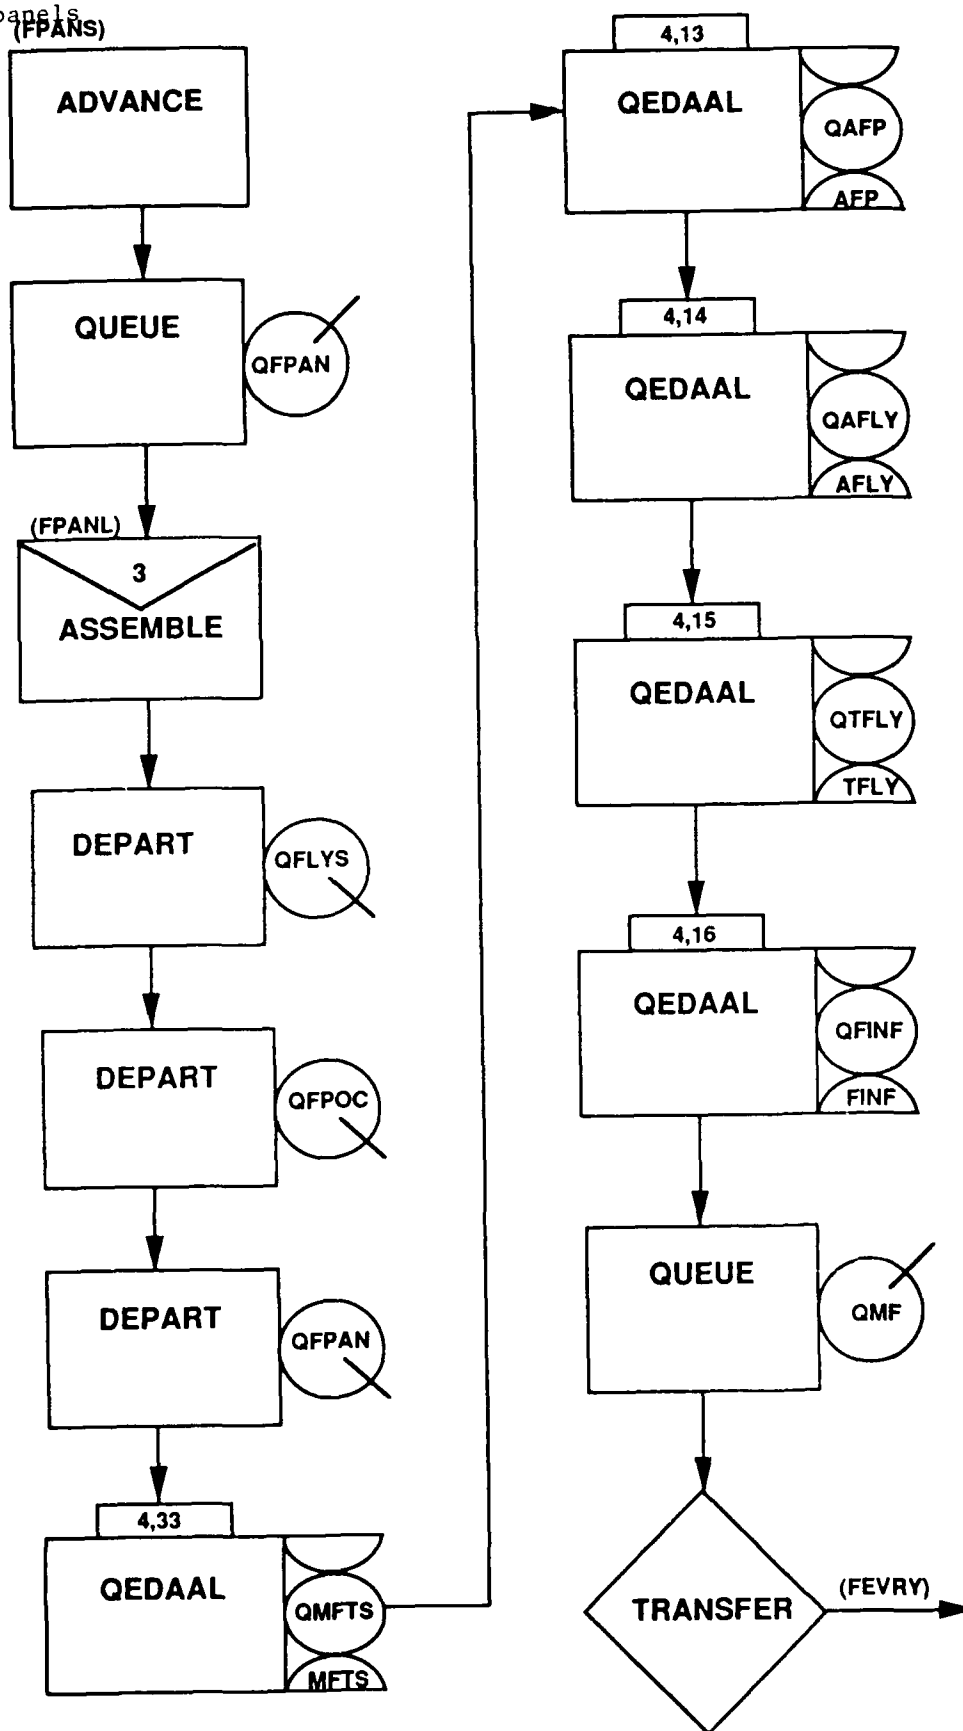 panels
(FPANS)
ADVANCE
QUEUE
QFPAN
(FPANL)
3
ASSEMBLE
DEPART
QFLYS
DEPART
QFPOC
DEPART
QFPAN
4,33
QEDAAL
QMFTS
MFTS
4,13
QEDAAL
QAFP
AFP
4,14
QEDAAL
QAFLY
AFLY
4,15
QEDAAL
QTFLY
TFLY
4,16
QEDAAL
QFINF
FINF
QUEUE
QMF
TRANSFER
(FEVRY)